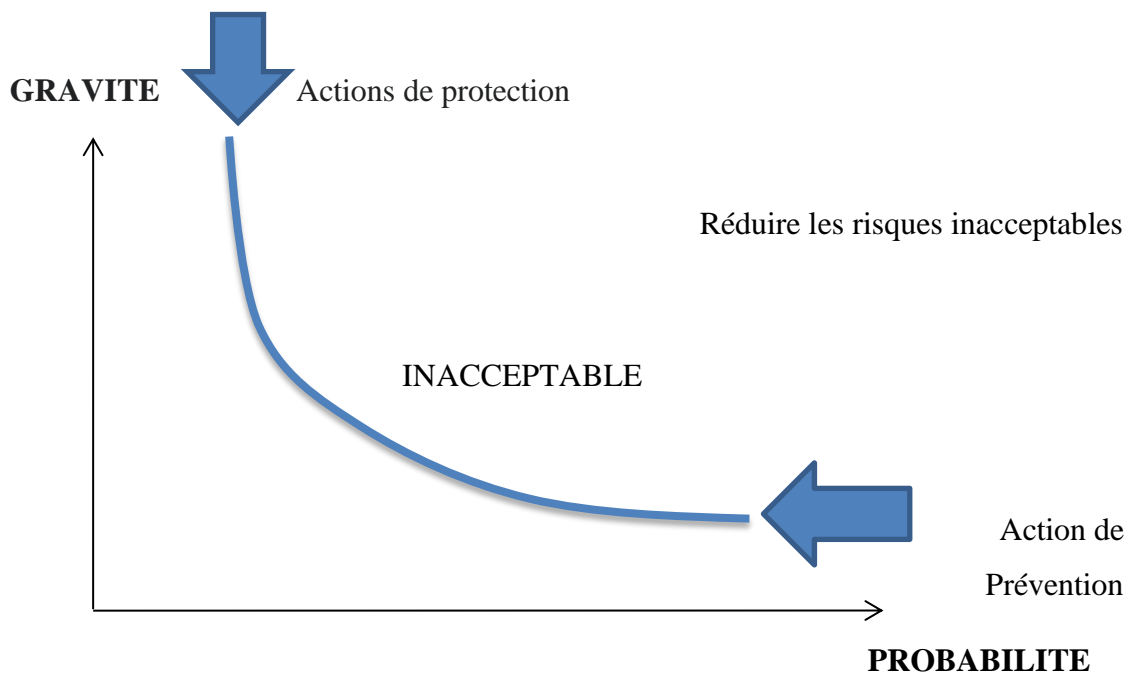 GRAVITE
Actions de protection
Réduire les risques inacceptables
INACCEPTABLE
Action de
Prévention
PROBABILITE